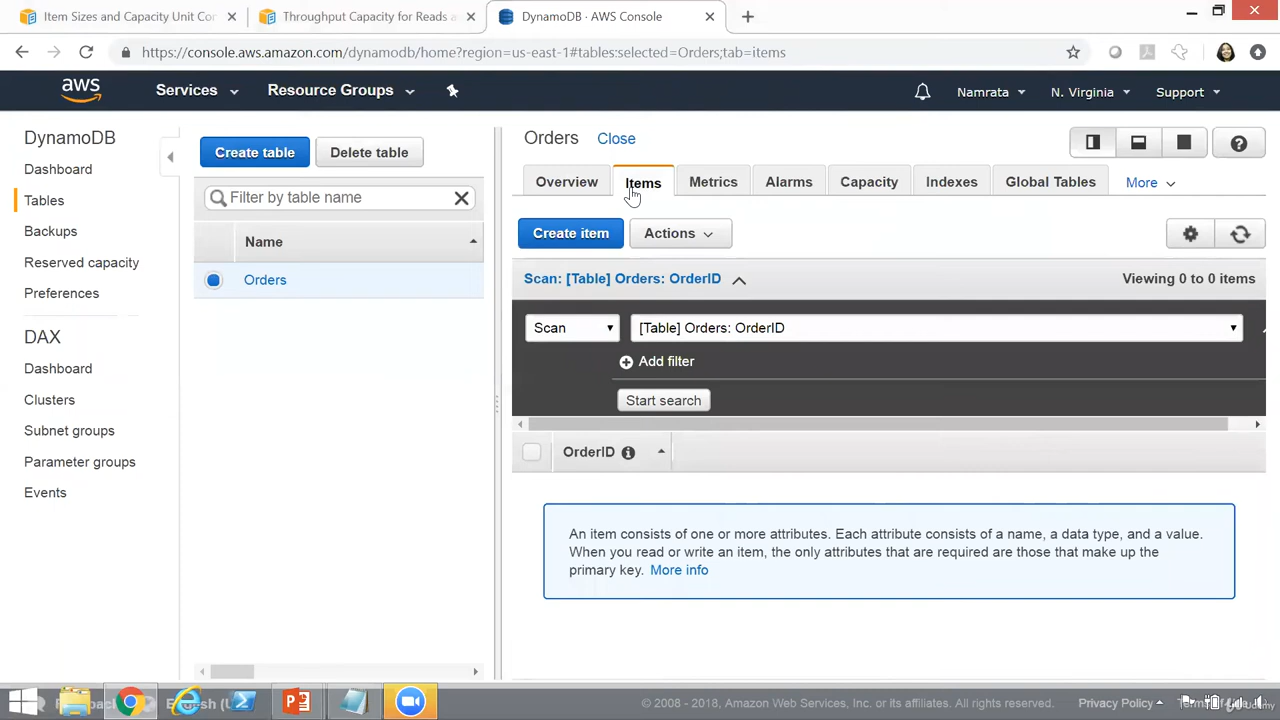 Item Sizes and Capacity Unit Cor
Throughput Capacity for Reads a
DynamoDB · AWS Console
https://console.aws.amazon.com/dynamodb/home?region=us-east-1#tables:selected=Orders;tab=items
aws
Services
Resource Groups
Namrata
N. Virginia
Support
DynamoDB
Dashboard
Tables
Backups
Reserved capacity
Preferences
DAX
Dashboard
Clusters
Subnet groups
Parameter groups
Events
Create table
Delete table
Filter by table name
Name
Orders
Orders Close
Overview
Items
Metrics
Alarms
Capacity
Indexes
Global Tables
More
Create item
Actions
Scan: [Table] Orders: OrderID
Viewing 0 to 0 items
Scan
[Table] Orders: OrderID
Add filter
Start search
OrderID
An item consists of one or more attributes. Each attribute consists of a name, a data type, and a value.
When you read or write an item, the only attributes that are required are those that make up the
primary key. More info
© 2008 - 2018, Amazon Web Services, Inc. or its affiliates. All rights reserved.
Privacy Policy